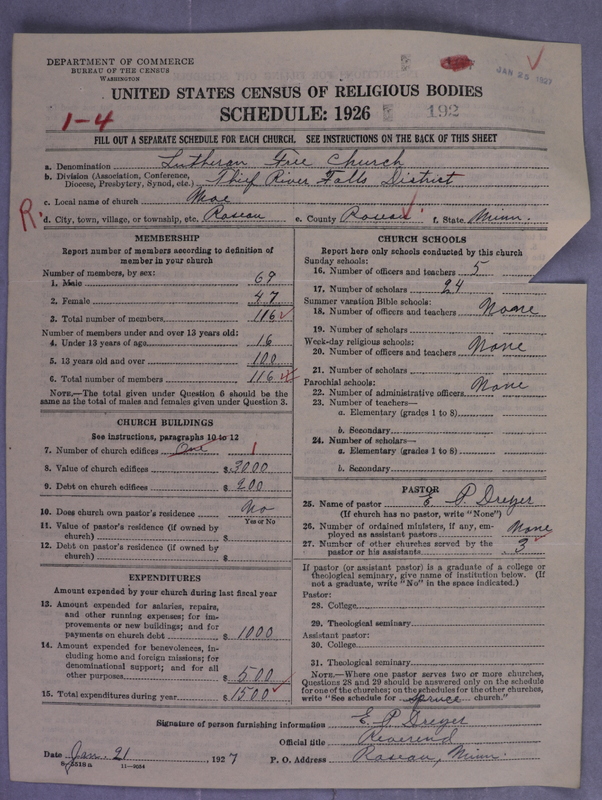 DEPARTMENT OF COMMERCE
BUREAU OF THE CENSUS
WASHINGTON
JAN 25 1927
UNITED STATES CENSUS OF RELIGIOUS BODIES
SCHEDULE: 1926
192
1-4
FILL OUT A SEPARATE SCHEDULE FOR EACH CHURCH. SEE INSTRUCTIONS ON THE BACK OF THIS SHEET
a. Denomination Lutheran Free Church
b. Division (Association, Conference, Diocese, Presbytery, Synod, etc.) Thief River Falls District
c. Local name of church Moe
R.
d. City, town, village, or township, etc. Roseau e. County Roseau f. State Minn.
MEMBERSHIP
Report number of members according to definition of
member in your church
Number of members, by sex:
1. Male 69
2. Female 47
3. Total number of members 116
Number of members under and over 13 years old:
4. Under 13 years of age 16
5. 13 years old and over 100
6. Total number of members 116
NOTE.—The total given under Question 6 should be the
same as the total of males and females given under Question 3.
CHURCH BUILDINGS
See instructions, paragraphs 10 to 12
7. Number of church edifices One 1
8. Value of church edifices $3000
9. Debt on church edifices $200
10. Does church own pastor's residence No
Yes or No
11. Value of pastor's residence (if owned by
church) $
12. Debt on pastor's residence (if owned by
church) $
EXPENDITURES
Amount expended by your church during last fiscal year
13. Amount expended for salaries, repairs,
and other running expenses; for im-
provements or new buildings; and for
payments on church debt $1000
14. Amount expended for benevolences, in-
cluding home and foreign missions; for
denominational support; and for all
other purposes $500
15. Total expenditures during year $1500
CHURCH SCHOOLS
Report here only schools conducted by this church
Sunday schools:
16. Number of officers and teachers 5
17. Number of scholars 24
Summer vacation Bible schools:
18. Number of officers and teachers None
19. Number of scholars
Week-day religious schools:
20. Number of officers and teachers None
21. Number of scholars
Parochial schools:
22. Number of administrative officers None
23. Number of teachers—
a. Elementary (grades 1 to 8)
b. Secondary
24. Number of scholars—
a. Elementary (grades 1 to 8)
b. Secondary
PASTOR
25. Name of pastor E. P. Dreyer
(If church has no pastor, write "None")
26. Number of ordained ministers, if any, em-
ployed as assistant pastors None
27. Number of other churches served by the
pastor or his assistants 3
If pastor (or assistant pastor) is a graduate of a college or
theological seminary, give name of institution below. (If
not a graduate, write "No" in the space indicated.)
Pastor:
28. College
29. Theological seminary
Assistant pastor:
30. College
31. Theological seminary
NOTE.—Where one pastor serves two or more churches,
Questions 28 and 29 should be answered only on the schedule
for one of the churches; on the schedules for the other churches,
write "See schedule for Spruce church."
Signature of person furnishing information E. P. Dreyer
Official title Reverend
Date Jan. 21 1927 P. O. Address Roseau, Minn.
11—9034